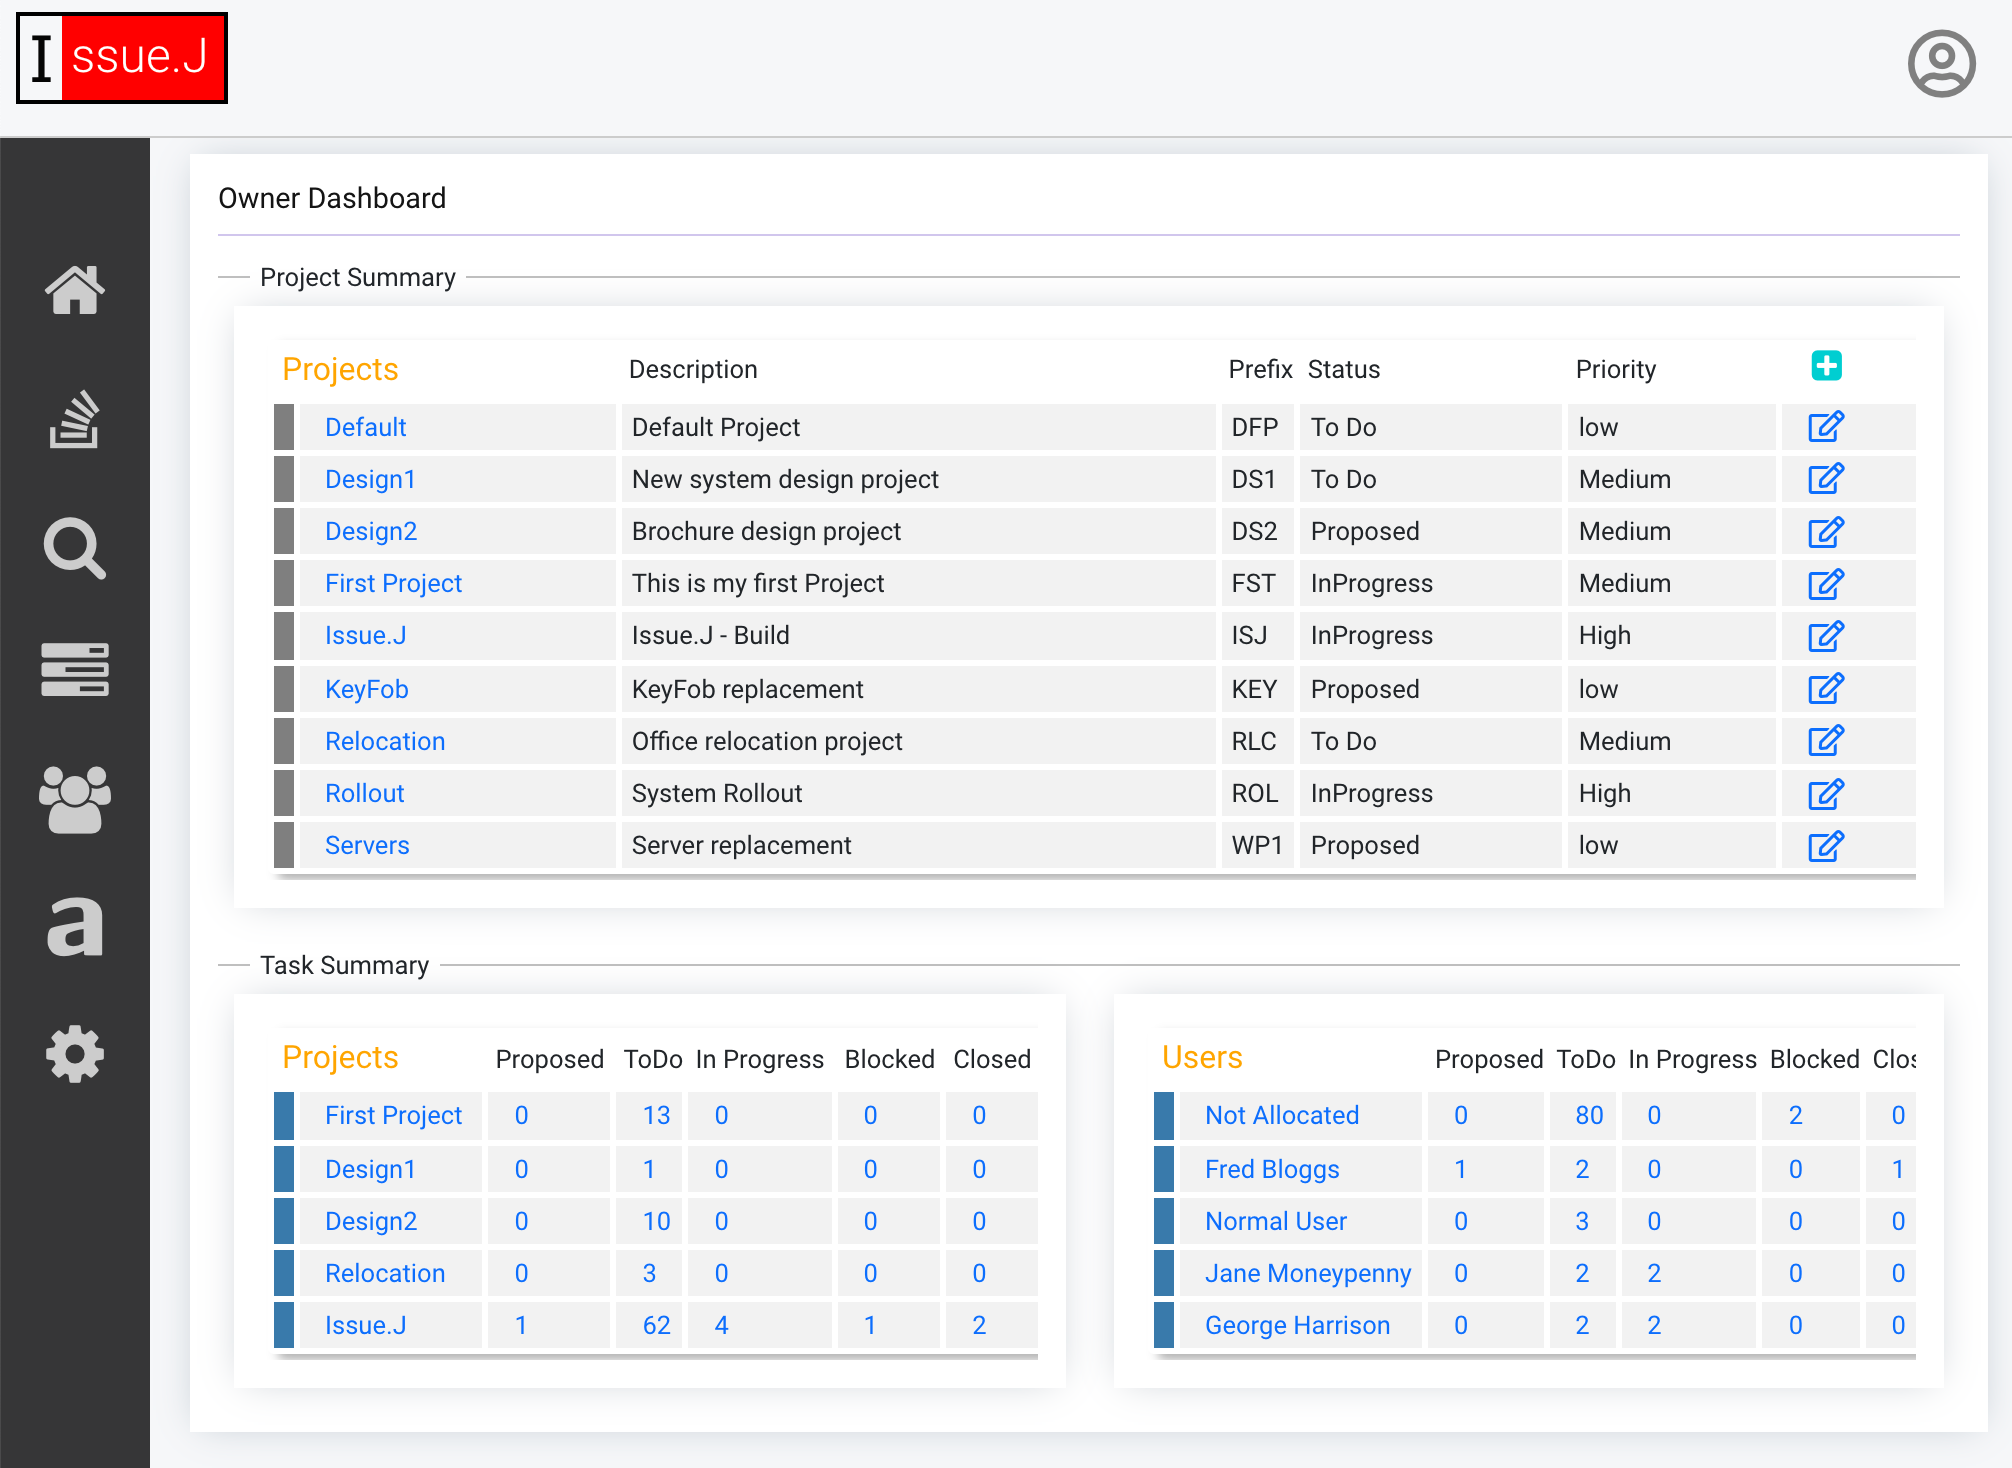 Issue.J
Owner Dashboard
Project Summary
Projects Description Prefix Status Priority
Default Default Project DFP To Do low
Design1 New system design project DS1 To Do Medium
Design2 Brochure design project DS2 Proposed Medium
First Project This is my first Project FST InProgress Medium
Issue.J Issue.J - Build ISJ InProgress High
KeyFob KeyFob replacement KEY Proposed low
Relocation Office relocation project RLC To Do Medium
Rollout System Rollout ROL InProgress High
Servers Server replacement WP1 Proposed low
a
Task Summary
Projects Proposed ToDo In Progress Blocked Closed
First Project 0 13 0 0 0
Design1 0 1 0 0 0
Design2 0 10 0 0 0
Relocation 0 3 0 0 0
Issue.J 1 62 4 1 2
Users Proposed ToDo In Progress Blocked Clos
Not Allocated 0 80 0 2 0
Fred Bloggs 1 2 0 0 1
Normal User 0 3 0 0 0
Jane Moneypenny 0 2 2 0 0
George Harrison 0 2 2 0 0